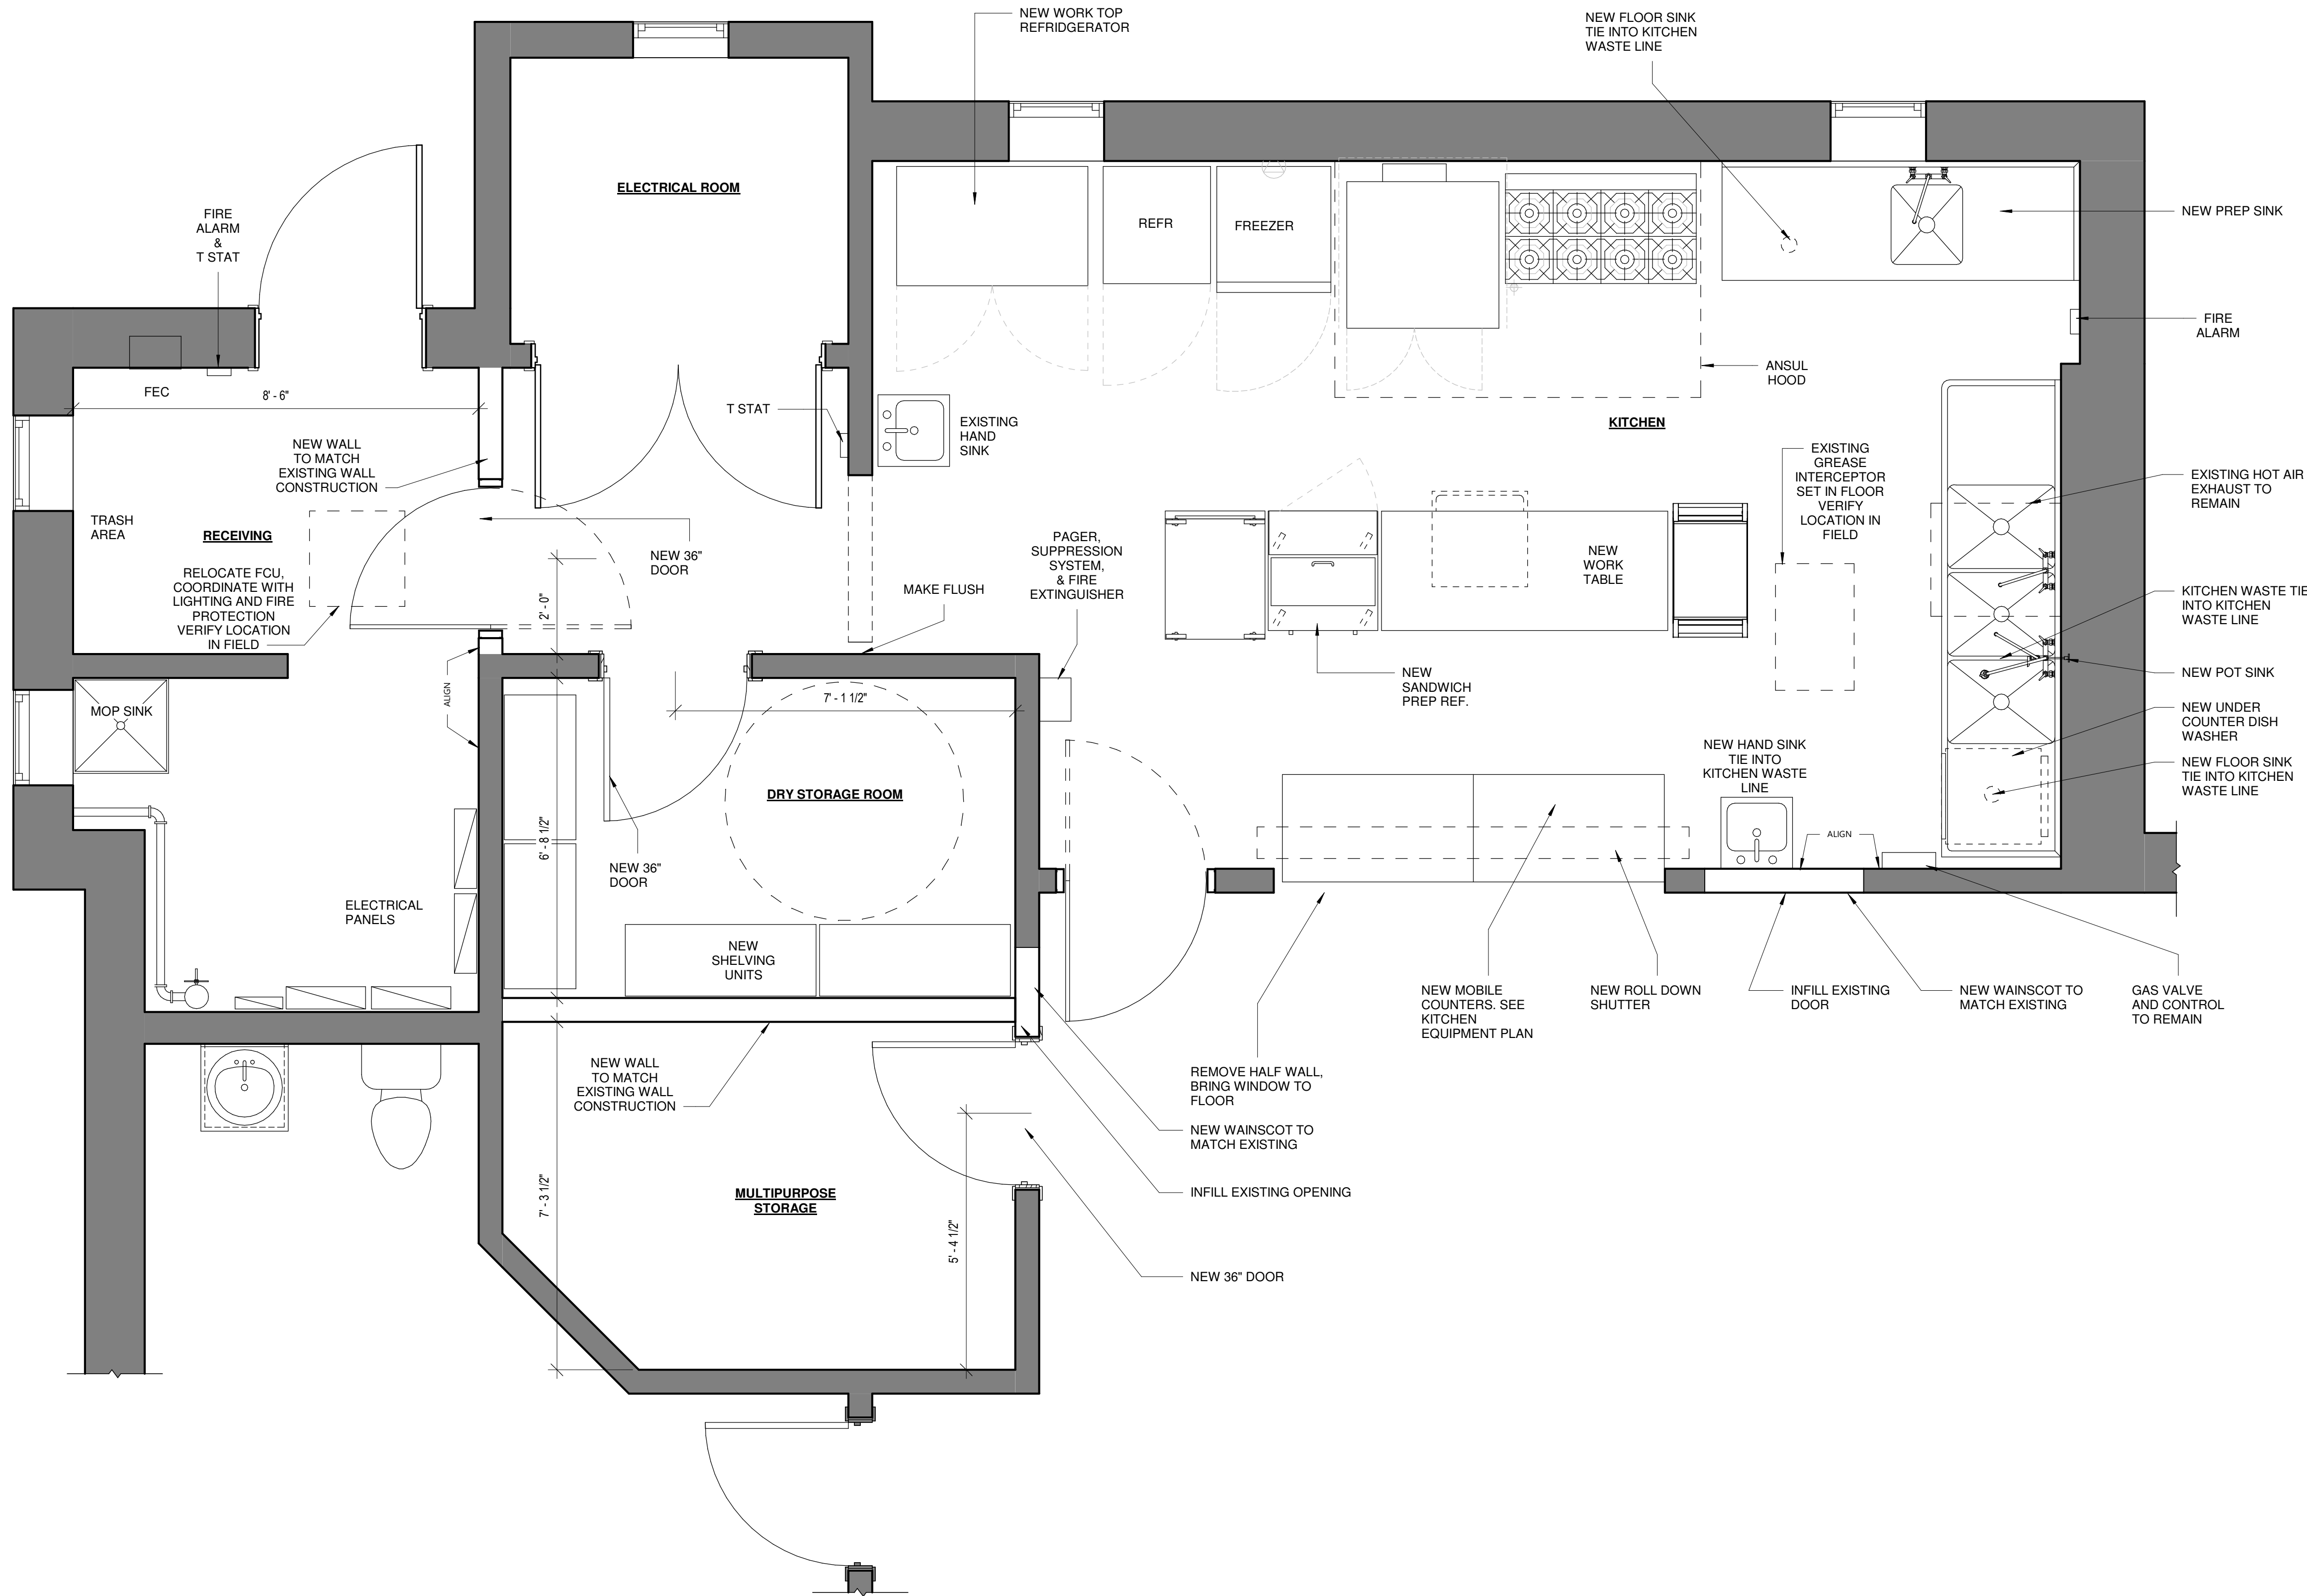 NEW WORK TOP
REFRIDGERATOR
NEW FLOOR SINK
TIE INTO KITCHEN
WASTE LINE
ELECTRICAL ROOM
FIRE
ALARM
&
T STAT
REFR
FREEZER
NEW PREP SINK
FIRE
ALARM
ANSUL
HOOD
FEC
8' - 6"
T STAT
EXISTING
HAND
SINK
KITCHEN
NEW WALL
TO MATCH
EXISTING WALL
CONSTRUCTION
EXISTING
GREASE
INTERCEPTOR
SET IN FLOOR
VERIFY
LOCATION IN
FIELD
EXISTING HOT AIR
EXHAUST TO
REMAIN
TRASH
AREA
RECEIVING
NEW 36"
DOOR
PAGER,
SUPPRESSION
SYSTEM,
& FIRE
EXTINGUISHER
NEW
WORK
TABLE
RELOCATE FCU,
COORDINATE WITH
LIGHTING AND FIRE
PROTECTION
VERIFY LOCATION
IN FIELD
2' - 0"
MAKE FLUSH
KITCHEN WASTE TIE
INTO KITCHEN
WASTE LINE
NEW
SANDWICH
PREP REF.
NEW POT SINK
ALIGN
MOP SINK
7' - 1 1/2"
NEW UNDER
COUNTER DISH
WASHER
NEW HAND SINK
TIE INTO
KITCHEN WASTE
LINE
NEW FLOOR SINK
TIE INTO KITCHEN
WASTE LINE
DRY STORAGE ROOM
6' - 8 1/2"
ALIGN
NEW 36"
DOOR
ELECTRICAL
PANELS
NEW
SHELVING
UNITS
NEW MOBILE
COUNTERS. SEE
KITCHEN
EQUIPMENT PLAN
NEW ROLL DOWN
SHUTTER
INFILL EXISTING
DOOR
NEW WAINSCOT TO
MATCH EXISTING
GAS VALVE
AND CONTROL
TO REMAIN
NEW WALL
TO MATCH
EXISTING WALL
CONSTRUCTION
REMOVE HALF WALL,
BRING WINDOW TO
FLOOR
NEW WAINSCOT TO
MATCH EXISTING
INFILL EXISTING OPENING
MULTIPURPOSE
STORAGE
7' - 3 1/2"
5' - 4 1/2"
NEW 36" DOOR